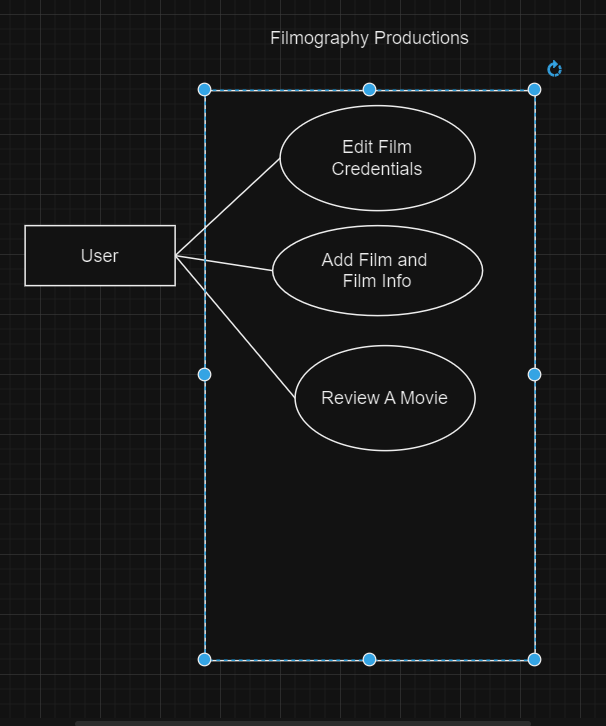 Filmography Productions
Edit Film
Credentials
User
Add Film and
Film Info
Review A Movie